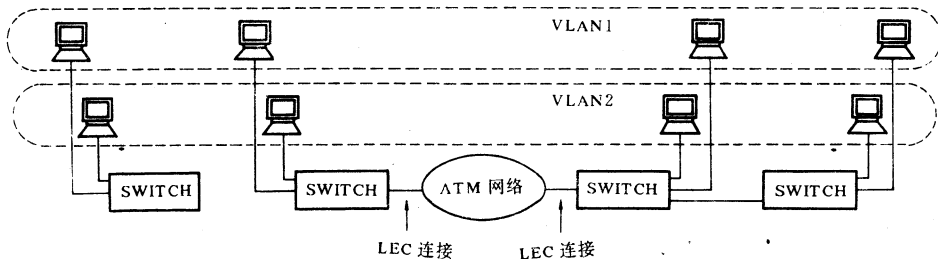 VLAN1
VLAN2
SWITCH
SWITCH
ATM 网络
SWITCH
SWITCH
LEC 连接
LEC 连接